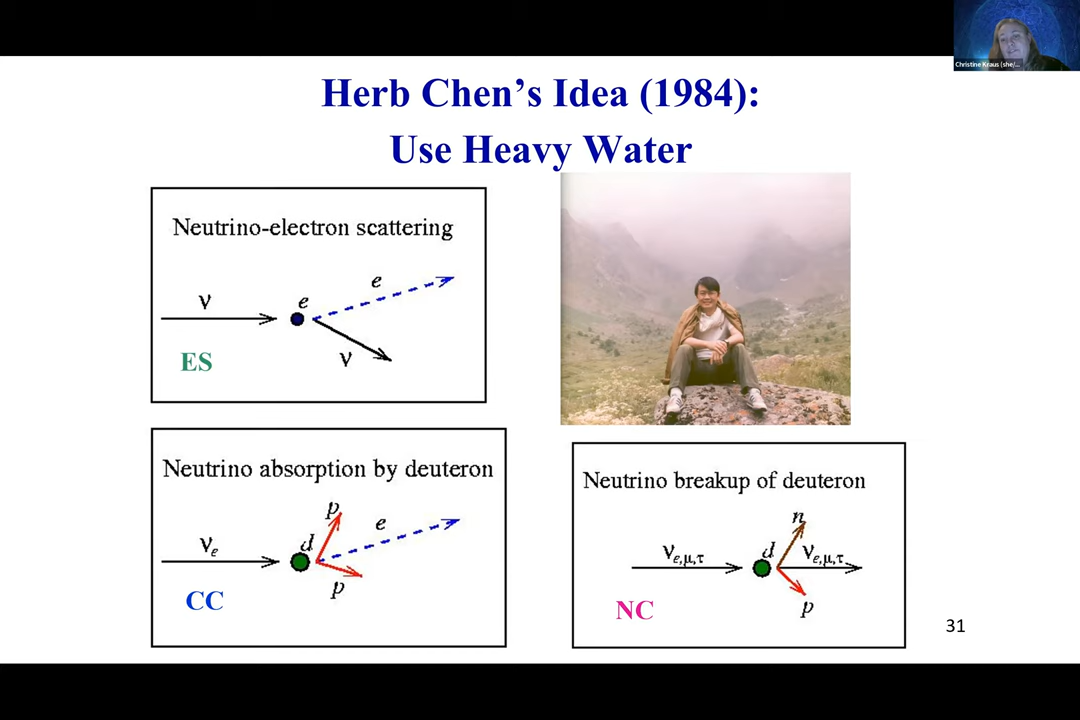 Christine Kraus (she/...
Herb Chen's Idea (1984):
Use Heavy Water
Neutrino-electron scattering
ν
e
e
ν
ES
Neutrino absorption by deuteron
νe
d
p
e
p
CC
Neutrino breakup of deuteron
νe,μ,τ
d
n
νe,μ,τ
p
NC
31